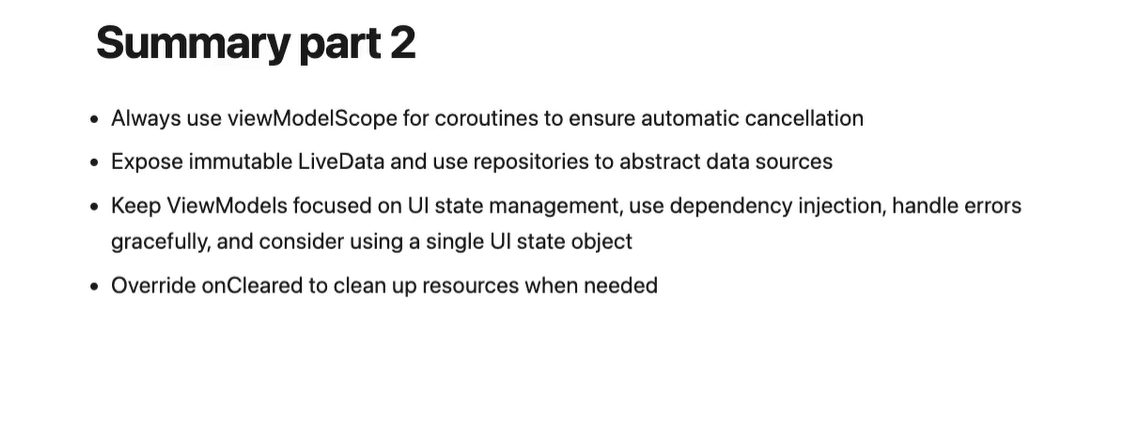 Summary part 2
• Always use viewModelScope for coroutines to ensure automatic cancellation
• Expose immutable LiveData and use repositories to abstract data sources
• Keep ViewModels focused on UI state management, use dependency injection, handle errors
gracefully, and consider using a single UI state object
• Override onCleared to clean up resources when needed